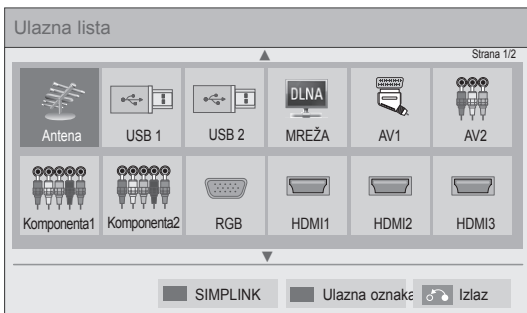 Ulazna lista
Strana 1/2
DLNA
Antena USB 1 USB 2 MREŽA AV1 AV2
Komponenta1 Komponenta2 RGB HDMI1 HDMI2 HDMI3
SIMPLINK Ulazna oznaka Izlaz